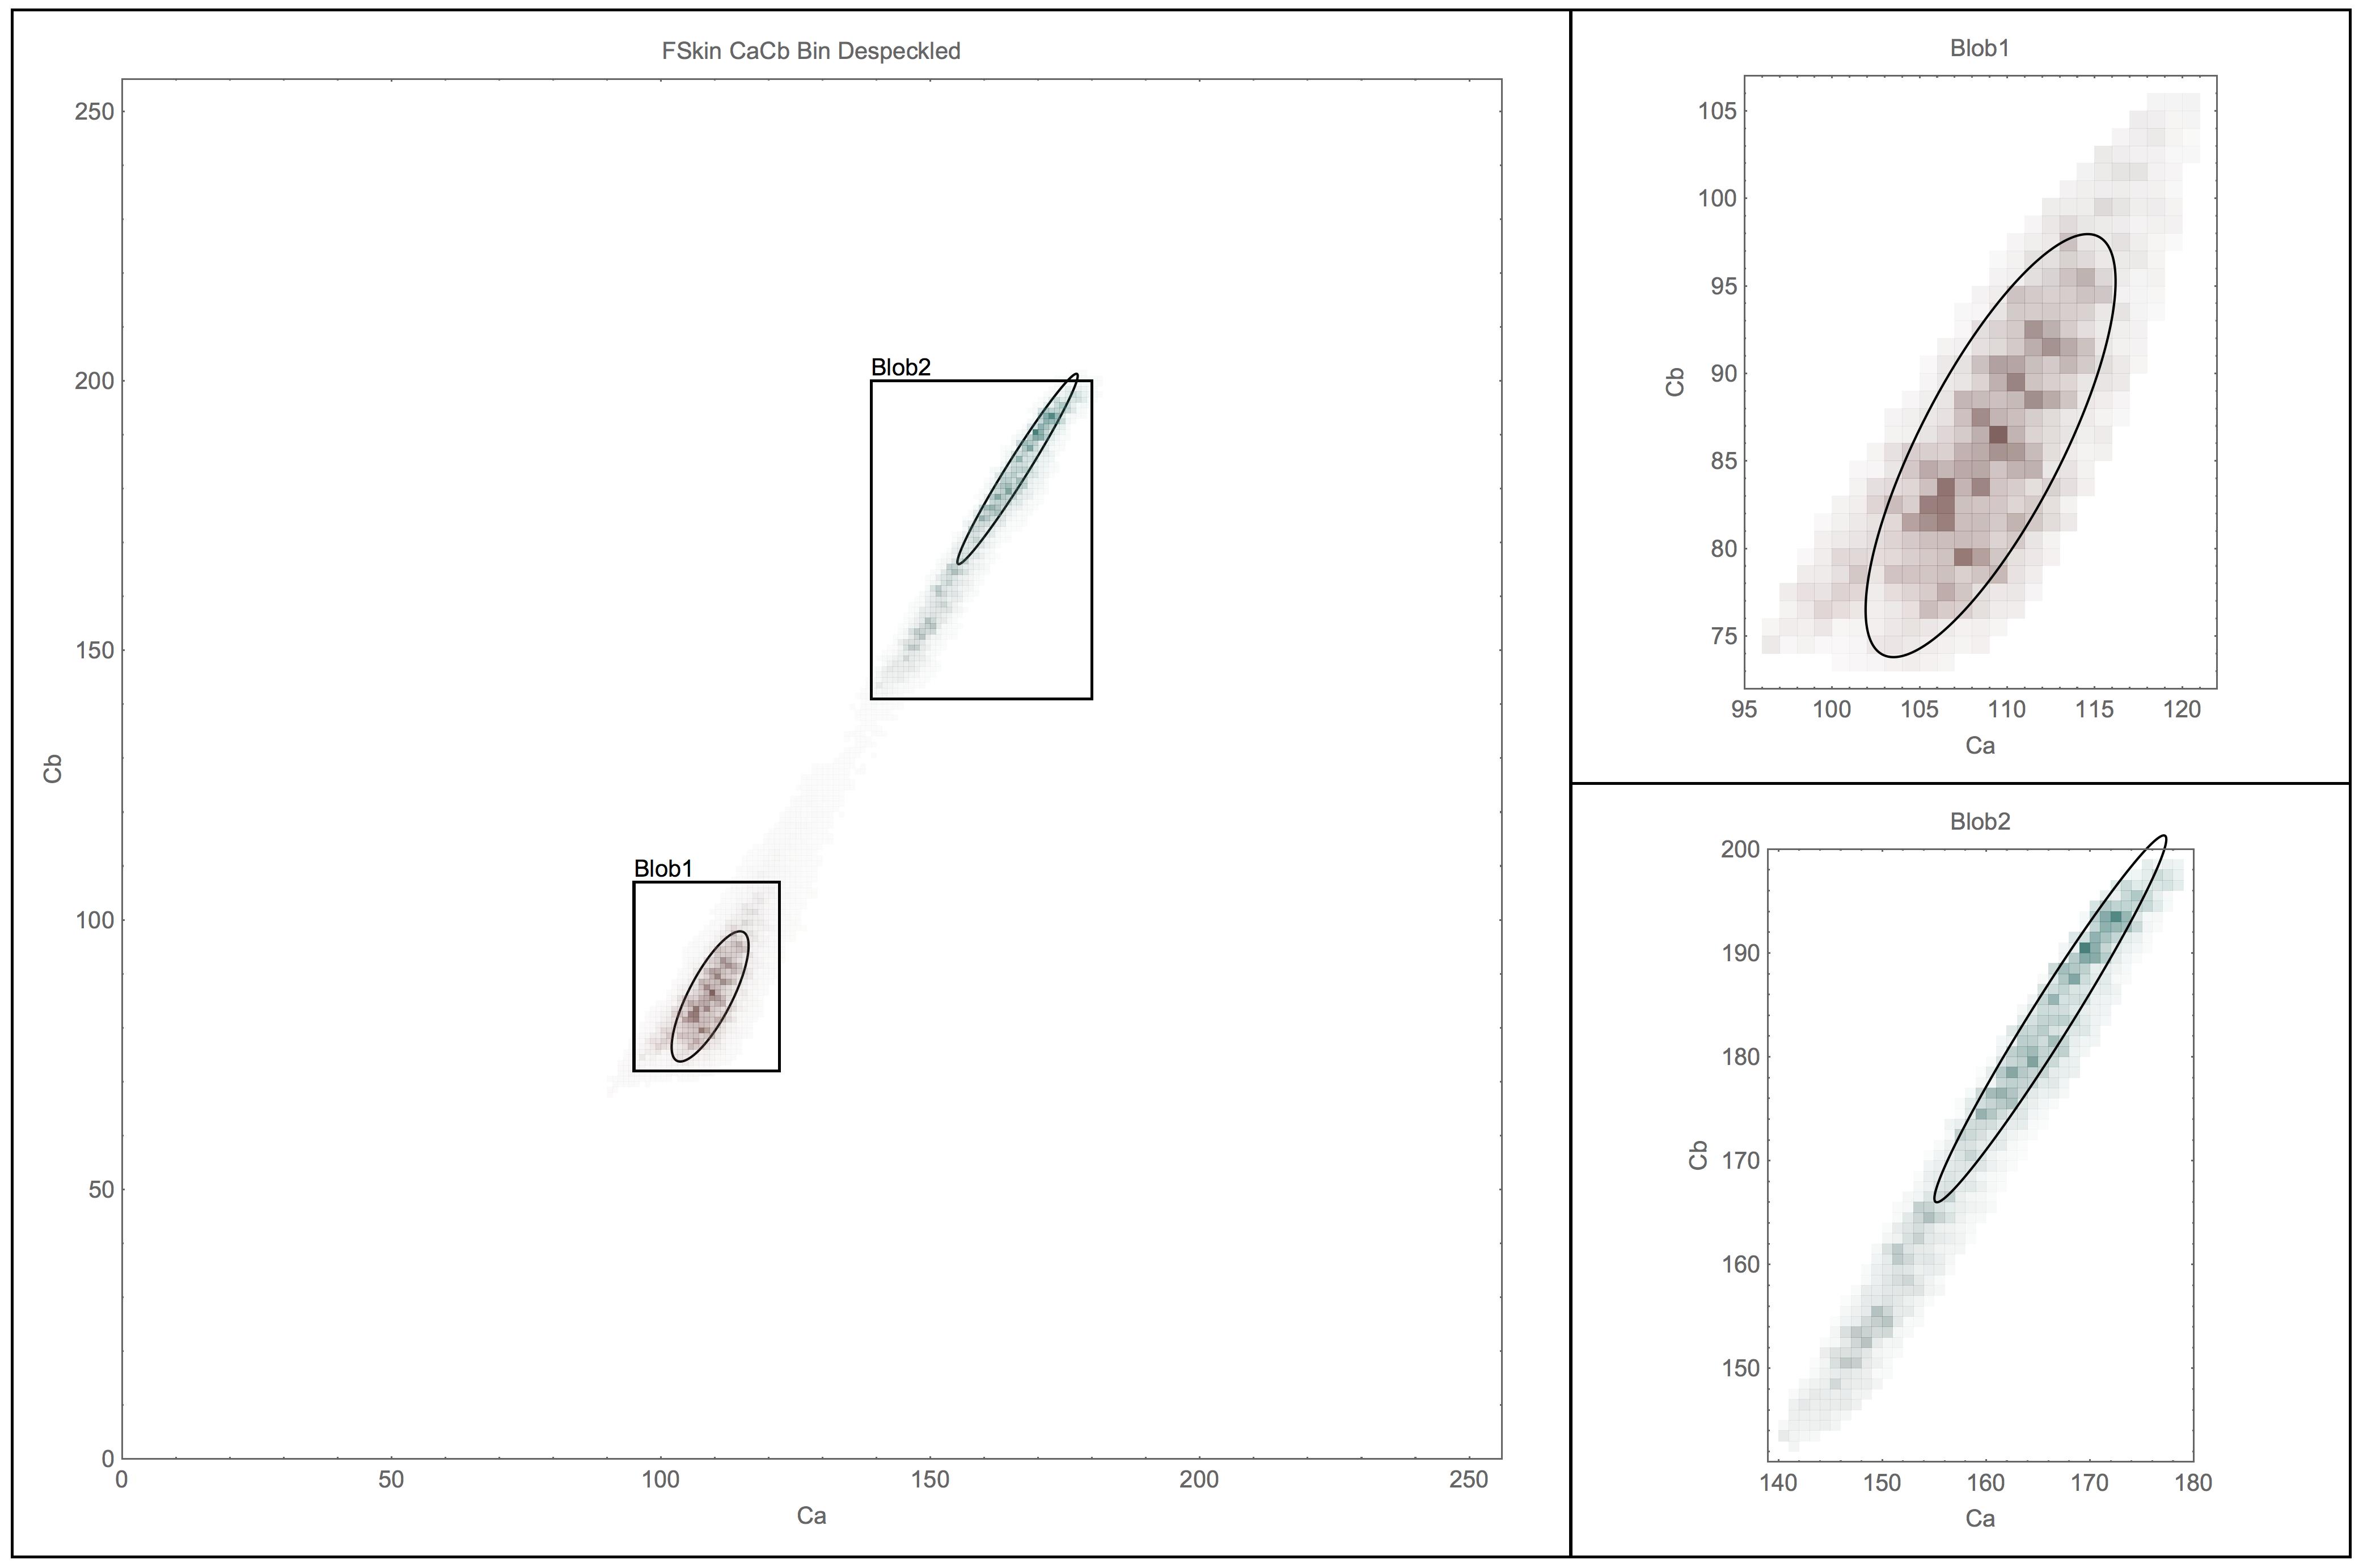 FSkin CaCb Bin Despeckled
250
200
150
100
50
0
Cb
Blob2
Blob1
0 50 100 150 200 250
Ca
Blob1
105
100
95
90
85
80
75
Cb
95 100 105 110 115 120
Ca
Blob2
200
190
180
170
160
150
Cb
140 150 160 170 180
Ca